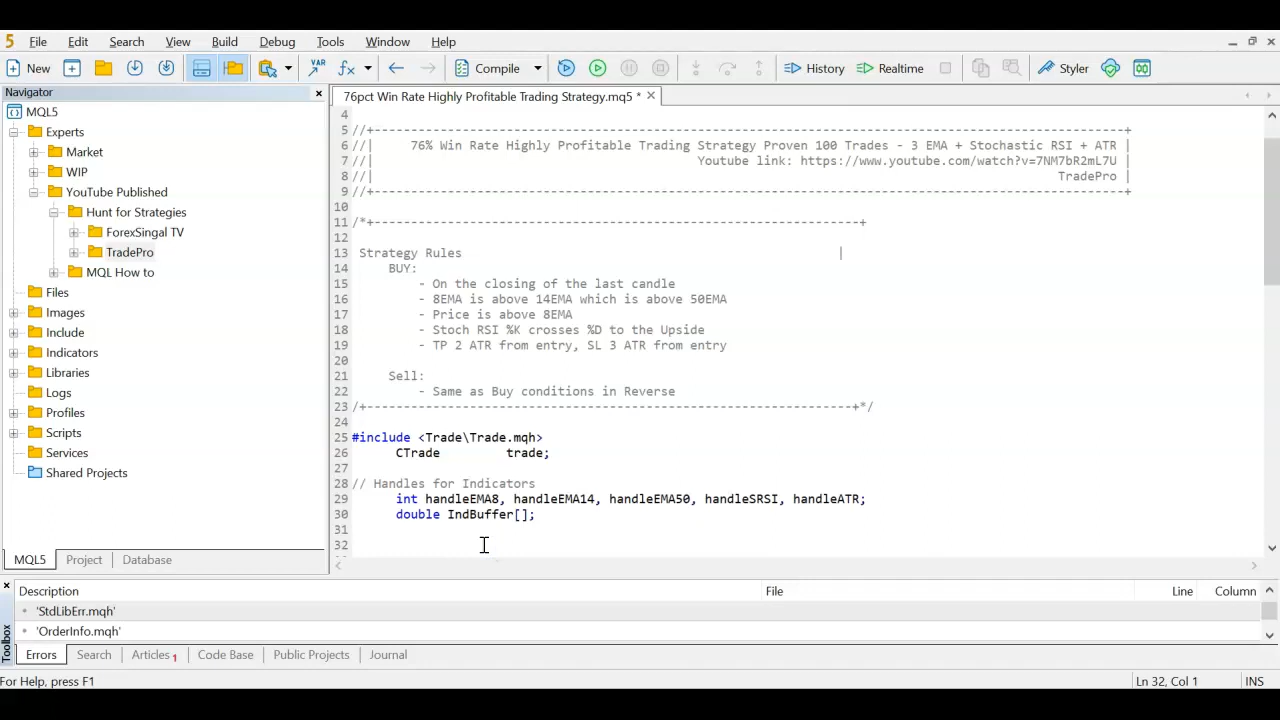 File Edit Search View Build Debug Tools Window Help
New VAR fx Compile History Realtime Styler
Navigator
76pct Win Rate Highly Profitable Trading Strategy.mq5 *
MQL5
Experts
Market
WIP
YouTube Published
Hunt for Strategies
ForexSingal TV
TradePro
MQL How to
Files
Images
Include
Indicators
Libraries
Logs
Profiles
Scripts
Services
Shared Projects
MQL5 Project Database
4
5 //+-------------------------------------------------------------------------------------------------------+
6 //| 76% Win Rate Highly Profitable Trading Strategy Proven 100 Trades - 3 EMA + Stochastic RSI + ATR |
7 //| Youtube link: https://www.youtube.com/watch?v=7NM7bR2mL7U |
8 //| TradePro |
9 //+-------------------------------------------------------------------------------------------------------+
10
11 /*+------------------------------------------------------------------+
12
13 Strategy Rules
14 BUY:
15 - On the closing of the last candle
16 - 8EMA is above 14EMA which is above 50EMA
17 - Price is above 8EMA
18 - Stoch RSI %K crosses %D to the Upside
19 - TP 2 ATR from entry, SL 3 ATR from entry
20
21 Sell:
22 - Same as Buy conditions in Reverse
23 /+------------------------------------------------------------------+*/
24
25 #include <Trade\Trade.mqh>
26 CTrade trade;
27
28 // Handles for Indicators
29 int handleEMA8, handleEMA14, handleEMA50, handleSRSI, handleATR;
30 double IndBuffer[];
31
32
Toolbox
Description File Line Column
'StdLibErr.mqh'
'OrderInfo.mqh'
Errors Search Articles 1 Code Base Public Projects Journal
For Help, press F1 Ln 32, Col 1 INS